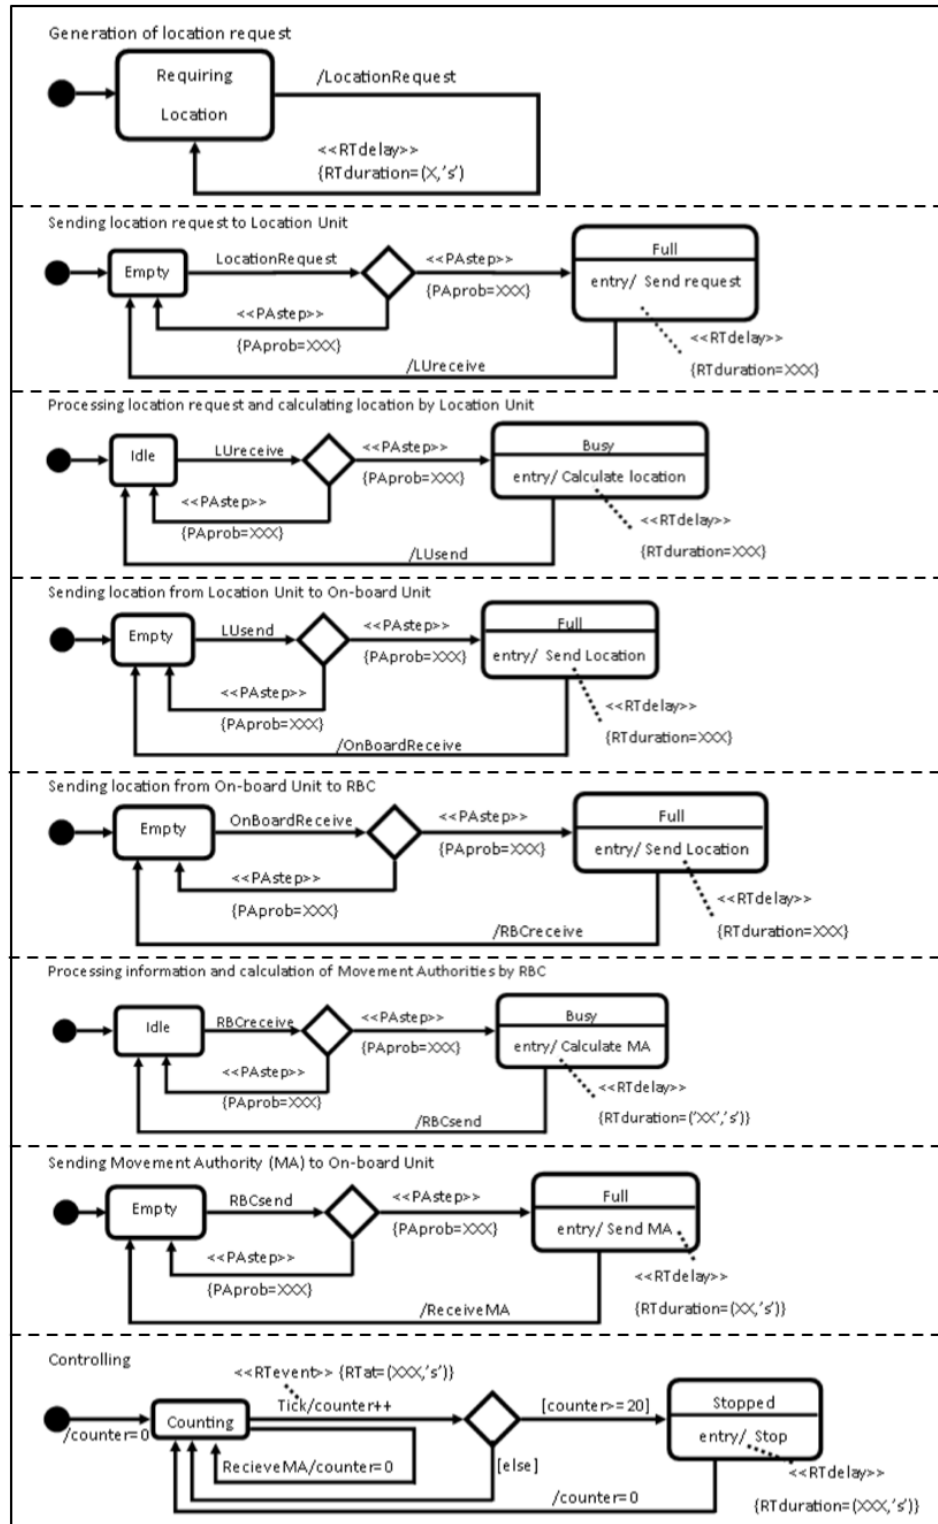 Generation of location request
Requiring
Location
/LocationRequest
<<RTdelay>>
{RTduration=(X,'s')
Sending location request to Location Unit
Empty
LocationRequest
<<PAstep>>
{PAprob=XXX}
<<PAstep>>
{PAprob=XXX}
Full
entry/ Send request
<<RTdelay>>
{RTduration=XXX}
/LUreceive
Processing location request and calculating location by Location Unit
Idle
LUreceive
<<PAstep>>
{PAprob=XXX}
<<PAstep>>
{PAprob=XXX}
Busy
entry/ Calculate location
<<RTdelay>>
{RTduration=XXX}
/LUsend
Sending location from Location Unit to On-board Unit
Empty
LUsend
<<PAstep>>
{PAprob=XXX}
<<PAstep>>
{PAprob=XXX}
Full
entry/ Send Location
<<RTdelay>>
{RTduration=XXX}
/OnBoardReceive
Sending location from On-board Unit to RBC
Empty
OnBoardReceive
<<PAstep>>
{PAprob=XXX}
<<PAstep>>
{PAprob=XXX}
Full
entry/ Send Location
<<RTdelay>>
{RTduration=XXX}
/RBCreceive
Processing information and calculation of Movement Authorities by RBC
Idle
RBCreceive
<<PAstep>>
{PAprob=XXX}
<<PAstep>>
{PAprob=XXX}
Busy
entry/ Calculate MA
<<RTdelay>>
{RTduration=('XX','s')}
/RBCsend
Sending Movement Authority (MA) to On-board Unit
Empty
RBCsend
<<PAstep>>
{PAprob=XXX}
<<PAstep>>
{PAprob=XXX}
Full
entry/ Send MA
<<RTdelay>>
{RTduration=(XX,'s')}
/ReceiveMA
Controlling
<<RTevent>> {RTat=(XXX,'s')}
Tick/counter++
/counter=0
Counting
RecieveMA/counter=0
[counter>=20]
[else]
Stopped
entry/ Stop
<<RTdelay>>
{RTduration=(XXX,'s')}
/counter=0